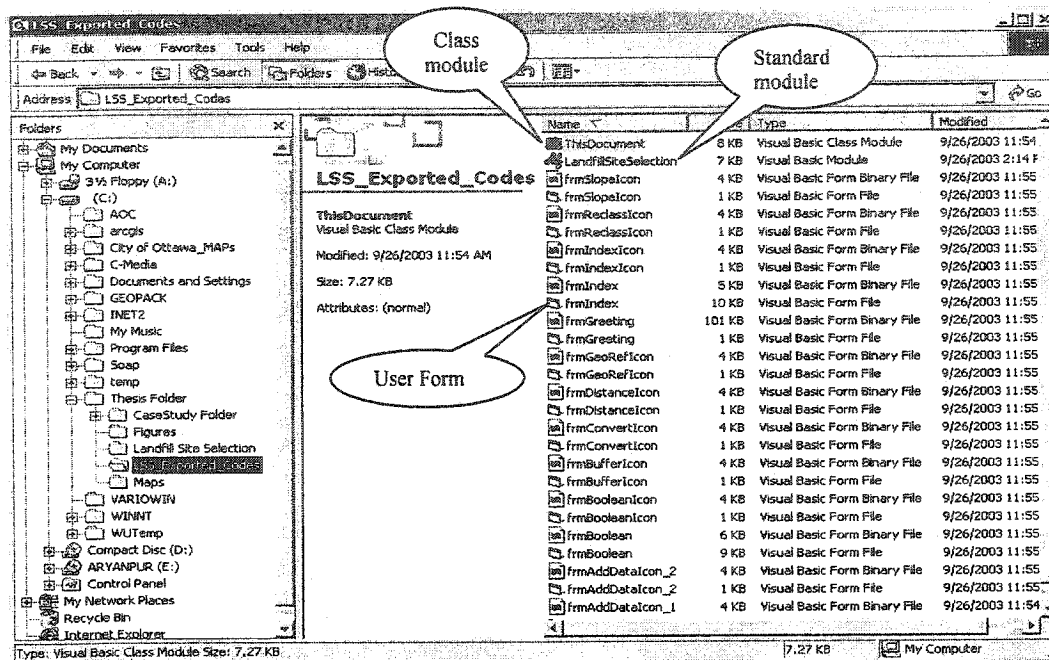 LSS_Exported_Codes
File Edit View Favorites Tools Help
Back Search Folders
Address LSS_Exported_Codes Go
Class module
Standard module
User Form
Folders
My Documents
My Computer
3½ Floppy (A:)
(C:)
AOC
arcgis
City of Ottawa_MAPs
C-Media
Documents and Settings
GEOPACK
INET2
My Music
Program Files
Soap
temp
Thesis Folder
CaseStudy Folder
Figures
Landfill Site Selection
LSS_Exported_Codes
Maps
VARIOWIN
WINNT
WUTemp
Compact Disc (D:)
ARYANPUR (E:)
Control Panel
My Network Places
Recycle Bin
Internet Explorer
LSS_Exported_Codes
ThisDocument
Visual Basic Class Module
Modified: 9/26/2003 11:54 AM
Size: 7.27 KB
Attributes: (normal)
Name Type Modified
ThisDocument 8 KB Visual Basic Class Module 9/26/2003 11:54
LandfillSiteSelection 7 KB Visual Basic Module 9/26/2003 2:14 P
frmSlopeIcon 4 KB Visual Basic Form Binary File 9/26/2003 11:55
frmSlopeIcon 1 KB Visual Basic Form File 9/26/2003 11:55
frmReclassIcon 4 KB Visual Basic Form Binary File 9/26/2003 11:55
frmReclassIcon 1 KB Visual Basic Form File 9/26/2003 11:55
frmIndexIcon 4 KB Visual Basic Form Binary File 9/26/2003 11:55
frmIndexIcon 1 KB Visual Basic Form File 9/26/2003 11:55
frmIndex 5 KB Visual Basic Form Binary File 9/26/2003 11:55
frmIndex 10 KB Visual Basic Form File 9/26/2003 11:55
frmGreeting 101 KB Visual Basic Form Binary File 9/26/2003 11:55
frmGreeting 1 KB Visual Basic Form File 9/26/2003 11:55
frmGeoRefIcon 4 KB Visual Basic Form Binary File 9/26/2003 11:55
frmGeoRefIcon 1 KB Visual Basic Form File 9/26/2003 11:55
frmDistanceIcon 4 KB Visual Basic Form Binary File 9/26/2003 11:55
frmDistanceIcon 1 KB Visual Basic Form File 9/26/2003 11:55
frmConvertIcon 4 KB Visual Basic Form Binary File 9/26/2003 11:55
frmConvertIcon 1 KB Visual Basic Form File 9/26/2003 11:55
frmBufferIcon 4 KB Visual Basic Form Binary File 9/26/2003 11:55
frmBufferIcon 1 KB Visual Basic Form File 9/26/2003 11:55
frmBooleanIcon 4 KB Visual Basic Form Binary File 9/26/2003 11:55
frmBooleanIcon 1 KB Visual Basic Form File 9/26/2003 11:55
frmBoolean 6 KB Visual Basic Form Binary File 9/26/2003 11:55
frmBoolean 9 KB Visual Basic Form File 9/26/2003 11:55
frmAddDataIcon_2 4 KB Visual Basic Form Binary File 9/26/2003 11:55
frmAddDataIcon_2 1 KB Visual Basic Form File 9/26/2003 11:55
frmAddDataIcon_1 4 KB Visual Basic Form Binary File 9/26/2003 11:54
Type: Visual Basic Class Module Size: 7.27 KB 7.27 KB My Computer